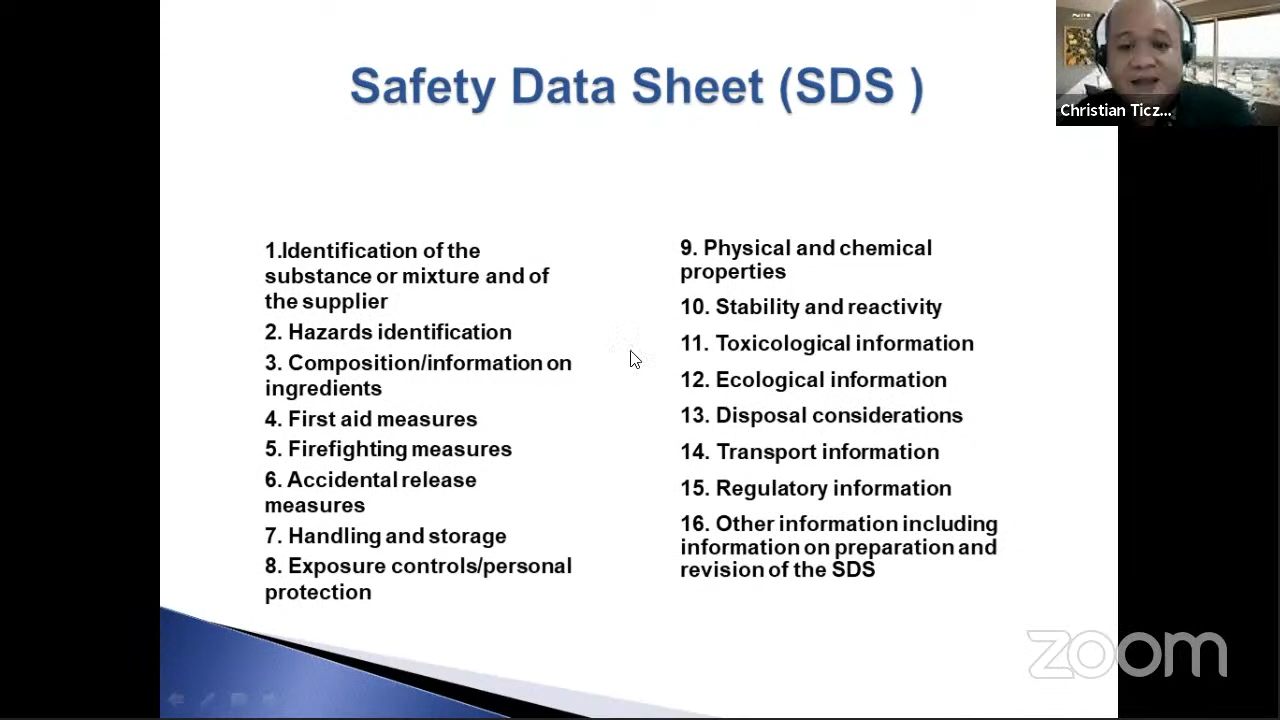 Safety Data Sheet (SDS )
Christian Ticz...
1.Identification of the
substance or mixture and of
the supplier
2. Hazards identification
3. Composition/information on
ingredients
4. First aid measures
5. Firefighting measures
6. Accidental release
measures
7. Handling and storage
8. Exposure controls/personal
protection
9. Physical and chemical
properties
10. Stability and reactivity
11. Toxicological information
12. Ecological information
13. Disposal considerations
14. Transport information
15. Regulatory information
16. Other information including
information on preparation and
revision of the SDS
zoom